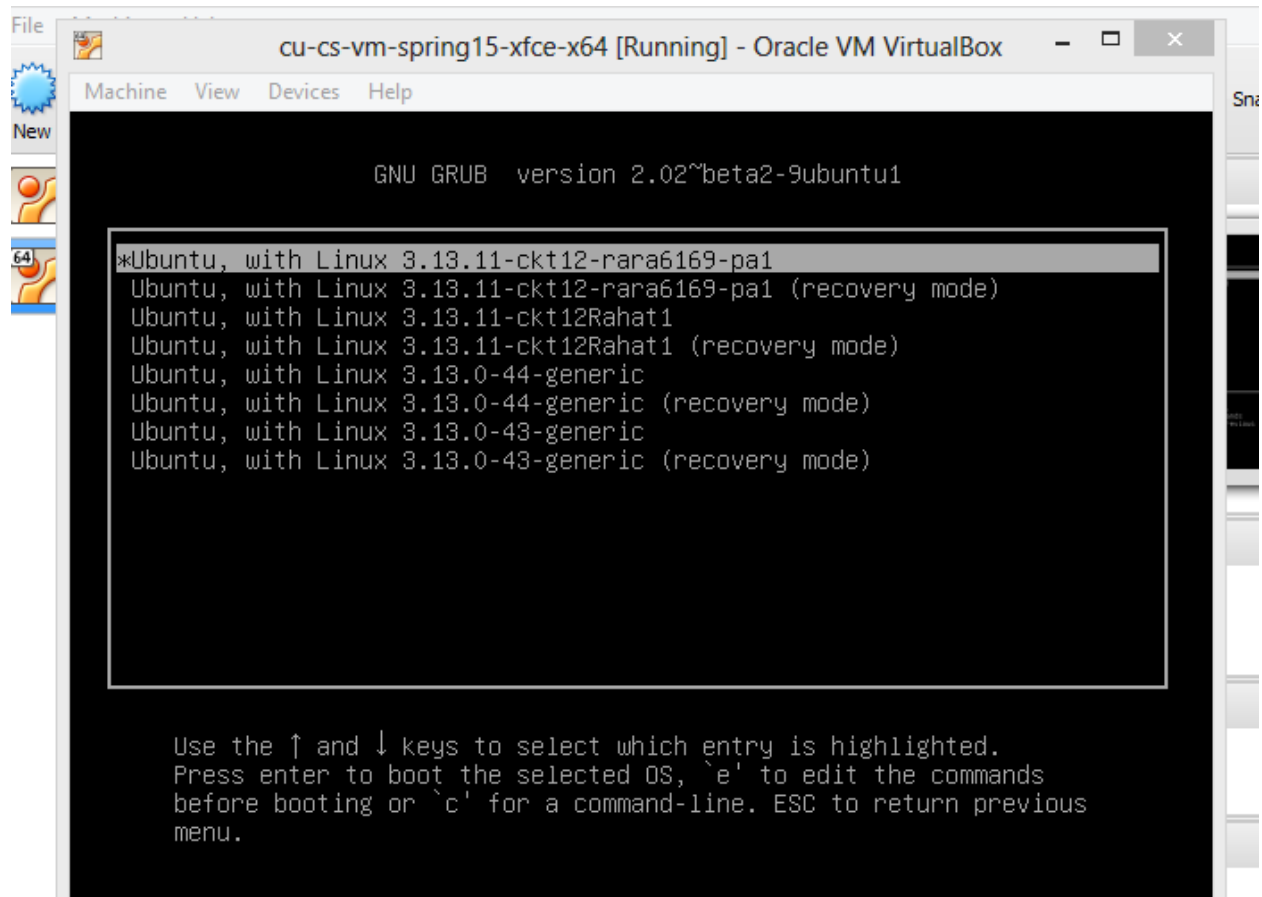 File
cu-cs-vm-spring15-xfce-x64 [Running] - Oracle VM VirtualBox
Machine View Devices Help
New
Sna
GNU GRUB version 2.02~beta2-9ubuntu1
64
*Ubuntu, with Linux 3.13.11-ckt12-rara6169-pa1
Ubuntu, with Linux 3.13.11-ckt12-rara6169-pa1 (recovery mode)
Ubuntu, with Linux 3.13.11-ckt12Rahat1
Ubuntu, with Linux 3.13.11-ckt12Rahat1 (recovery mode)
Ubuntu, with Linux 3.13.0-44-generic
Ubuntu, with Linux 3.13.0-44-generic (recovery mode)
Ubuntu, with Linux 3.13.0-43-generic
Ubuntu, with Linux 3.13.0-43-generic (recovery mode)
Use the ↑ and ↓ keys to select which entry is highlighted.
Press enter to boot the selected OS, `e' to edit the commands
before booting or `c' for a command-line. ESC to return previous
menu.